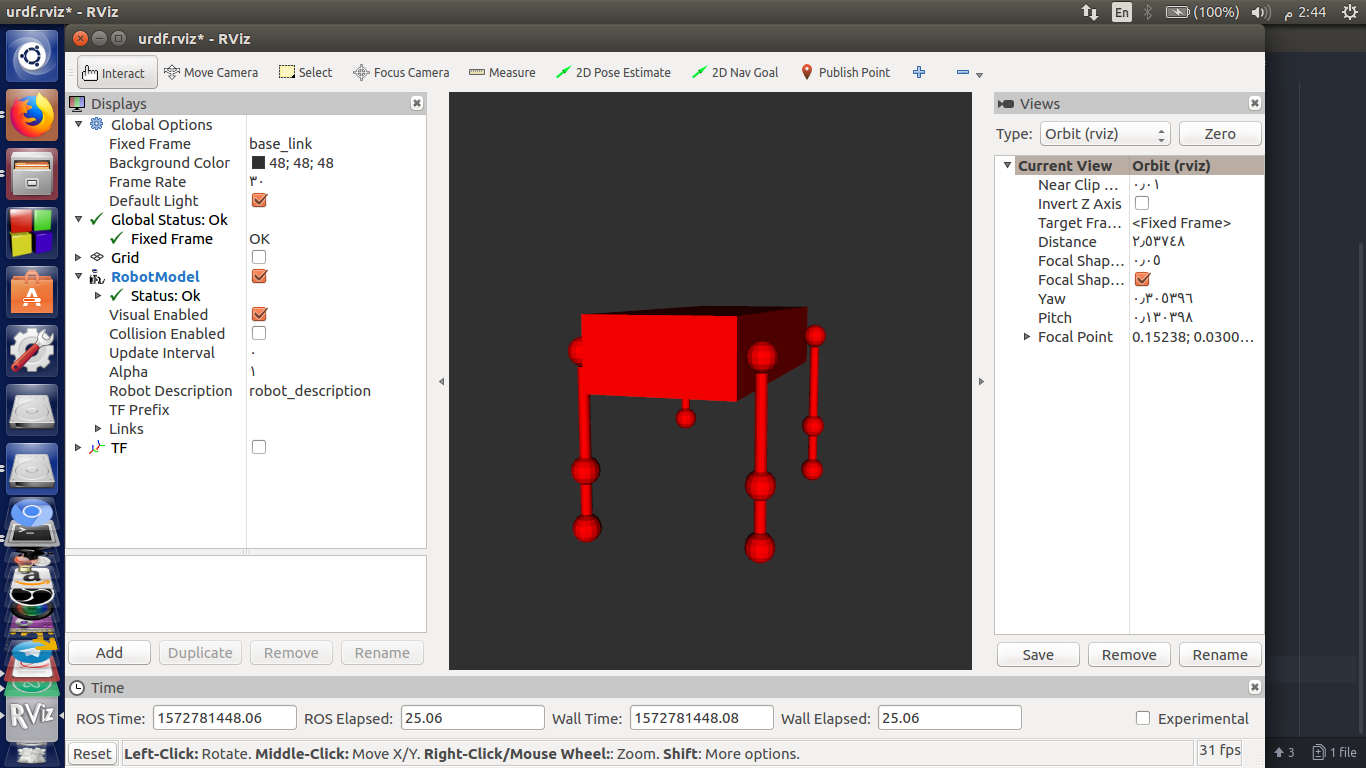 urdf.rviz* - RViz
En (100%) 2:44 م
urdf.rviz* - RViz
Interact Move Camera Select Focus Camera Measure 2D Pose Estimate 2D Nav Goal Publish Point
Displays
Global Options
Fixed Frame base_link
Background Color 48; 48; 48
Frame Rate ٣٠
Default Light
Global Status: Ok
Fixed Frame OK
Grid
RobotModel
Status: Ok
Visual Enabled
Collision Enabled
Update Interval ٠
Alpha ١
Robot Description robot_description
TF Prefix
Links
TF
Add Duplicate Remove Rename
Views
Type: Orbit (rviz) Zero
Current View Orbit (rviz)
Near Clip ... ٠٫٠١
Invert Z Axis
Target Fra... <Fixed Frame>
Distance ٢٫٥٣٧٤٨
Focal Shap... ٠٫٠٥
Focal Shap...
Yaw ٠٫٣٠٥٣٩٦
Pitch ٠٫١٣٠٣٩٨
Focal Point 0.15238; 0.0300...
Save Remove Rename
Time
ROS Time: 1572781448.06 ROS Elapsed: 25.06 Wall Time: 1572781448.08 Wall Elapsed: 25.06 Experimental
Reset Left-Click: Rotate. Middle-Click: Move X/Y. Right-Click/Mouse Wheel:: Zoom. Shift: More options. 31 fps
3 1 file
RViz